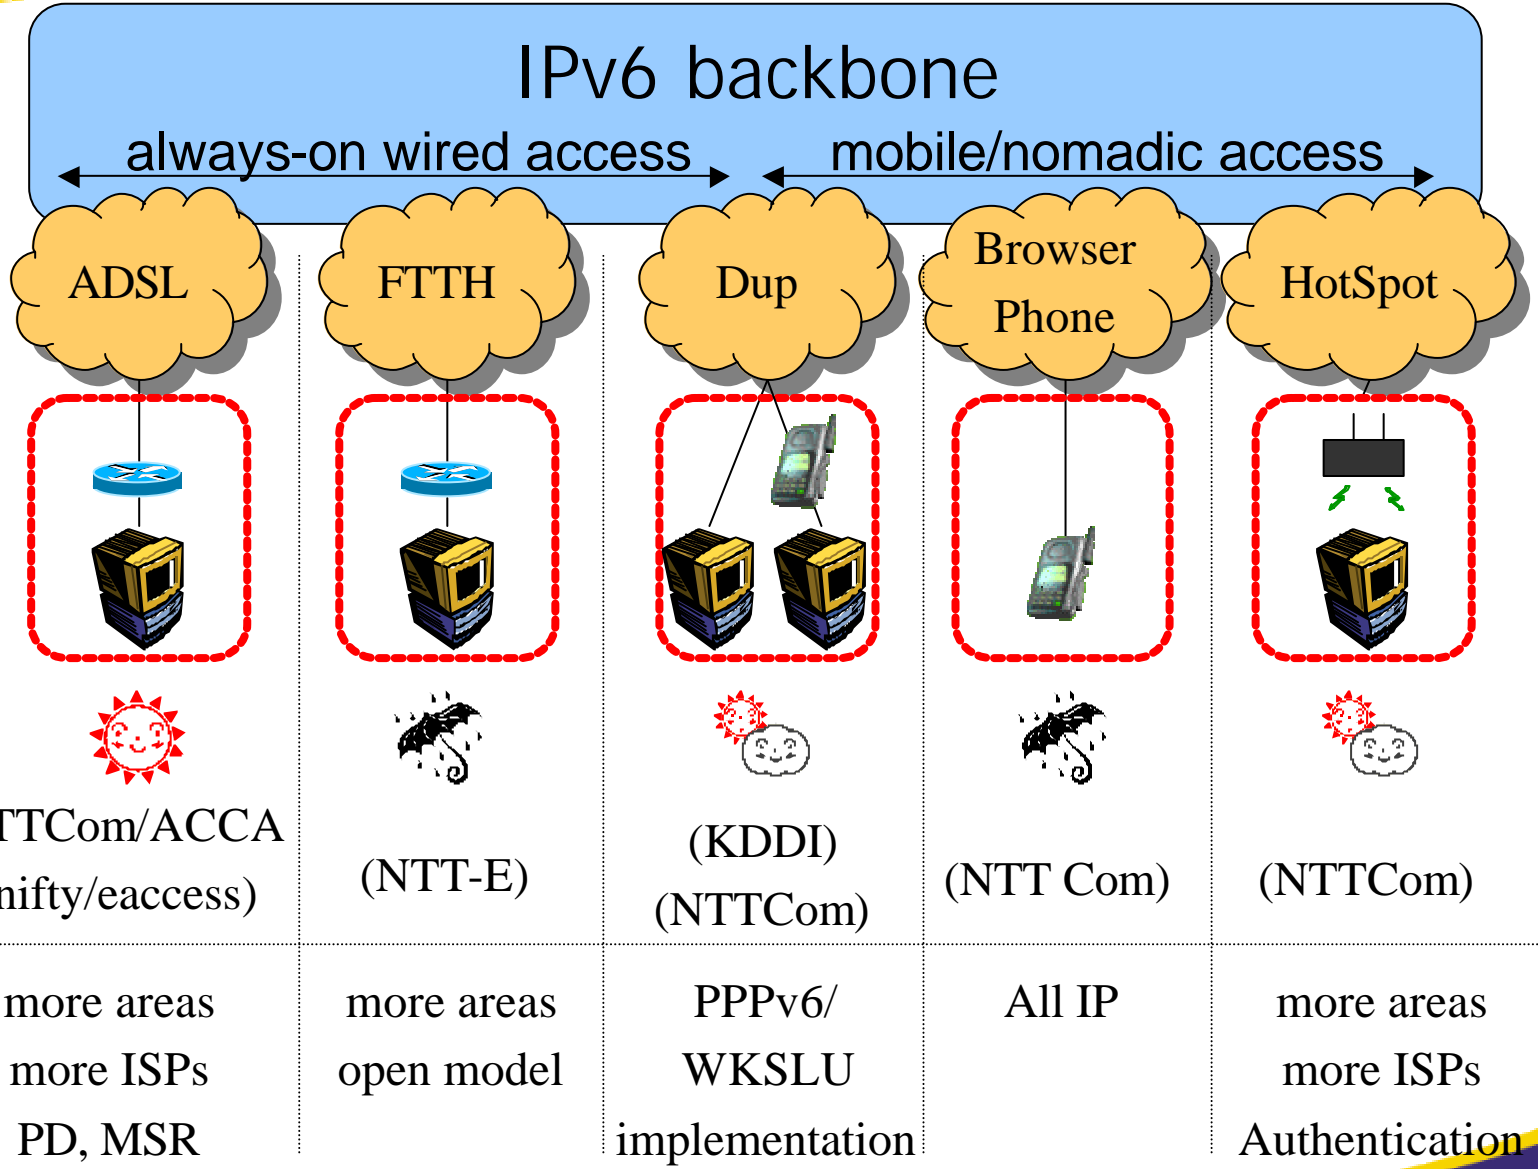 IPv6 backbone
always-on wired access
mobile/nomadic access
ADSL
FTTH
Dup
Browser
Phone
HotSpot
TTCom/ACCA
nifty/eaccess)
(NTT-E)
(KDDI)
(NTTCom)
(NTT Com)
(NTTCom)
more areas
more ISPs
PD, MSR
more areas
open model
PPPv6/
WKSLU
implementation
All IP
more areas
more ISPs
Authentication